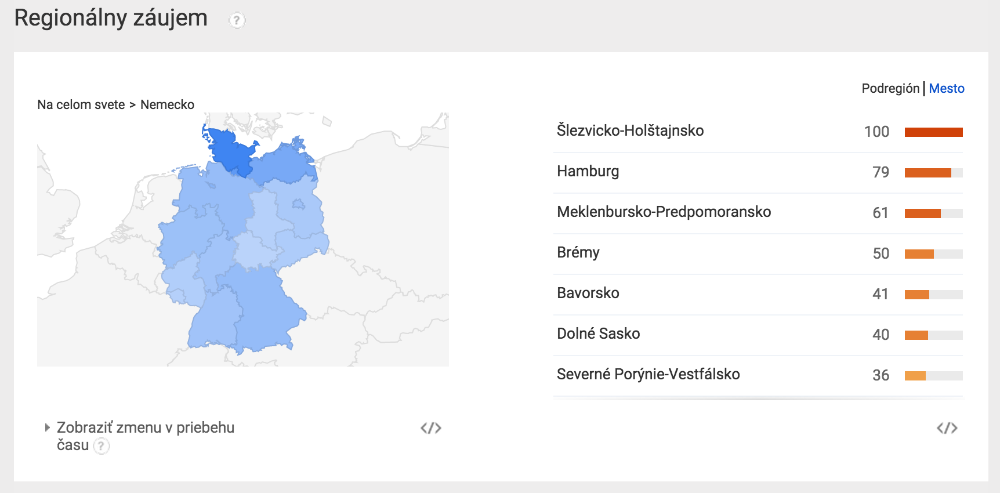 Regionálny záujem ?
Podregión | Mesto
Na celom svete > Nemecko
Šlezvicko-Holštajnsko 100
Hamburg 79
Meklenbursko-Predpomoransko 61
Brémy 50
Bavorsko 41
Dolné Sasko 40
Severné Porýnie-Vestfálsko 36
Zobraziť zmenu v priebehu
času ?
</> </>